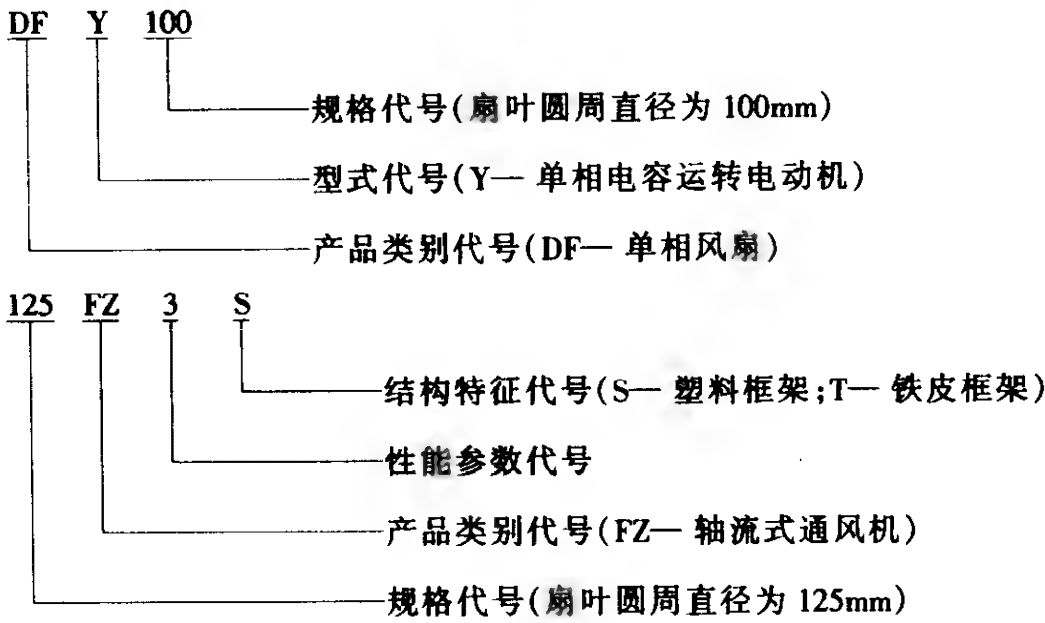 DF Y 100
规格代号(扇叶圆周直径为 100mm)
型式代号(Y— 单相电容运转电动机)
产品类别代号(DF— 单相风扇)
125 FZ 3 S
结构特征代号(S— 塑料框架;T— 铁皮框架)
性能参数代号
产品类别代号(FZ— 轴流式通风机)
规格代号(扇叶圆周直径为 125mm)